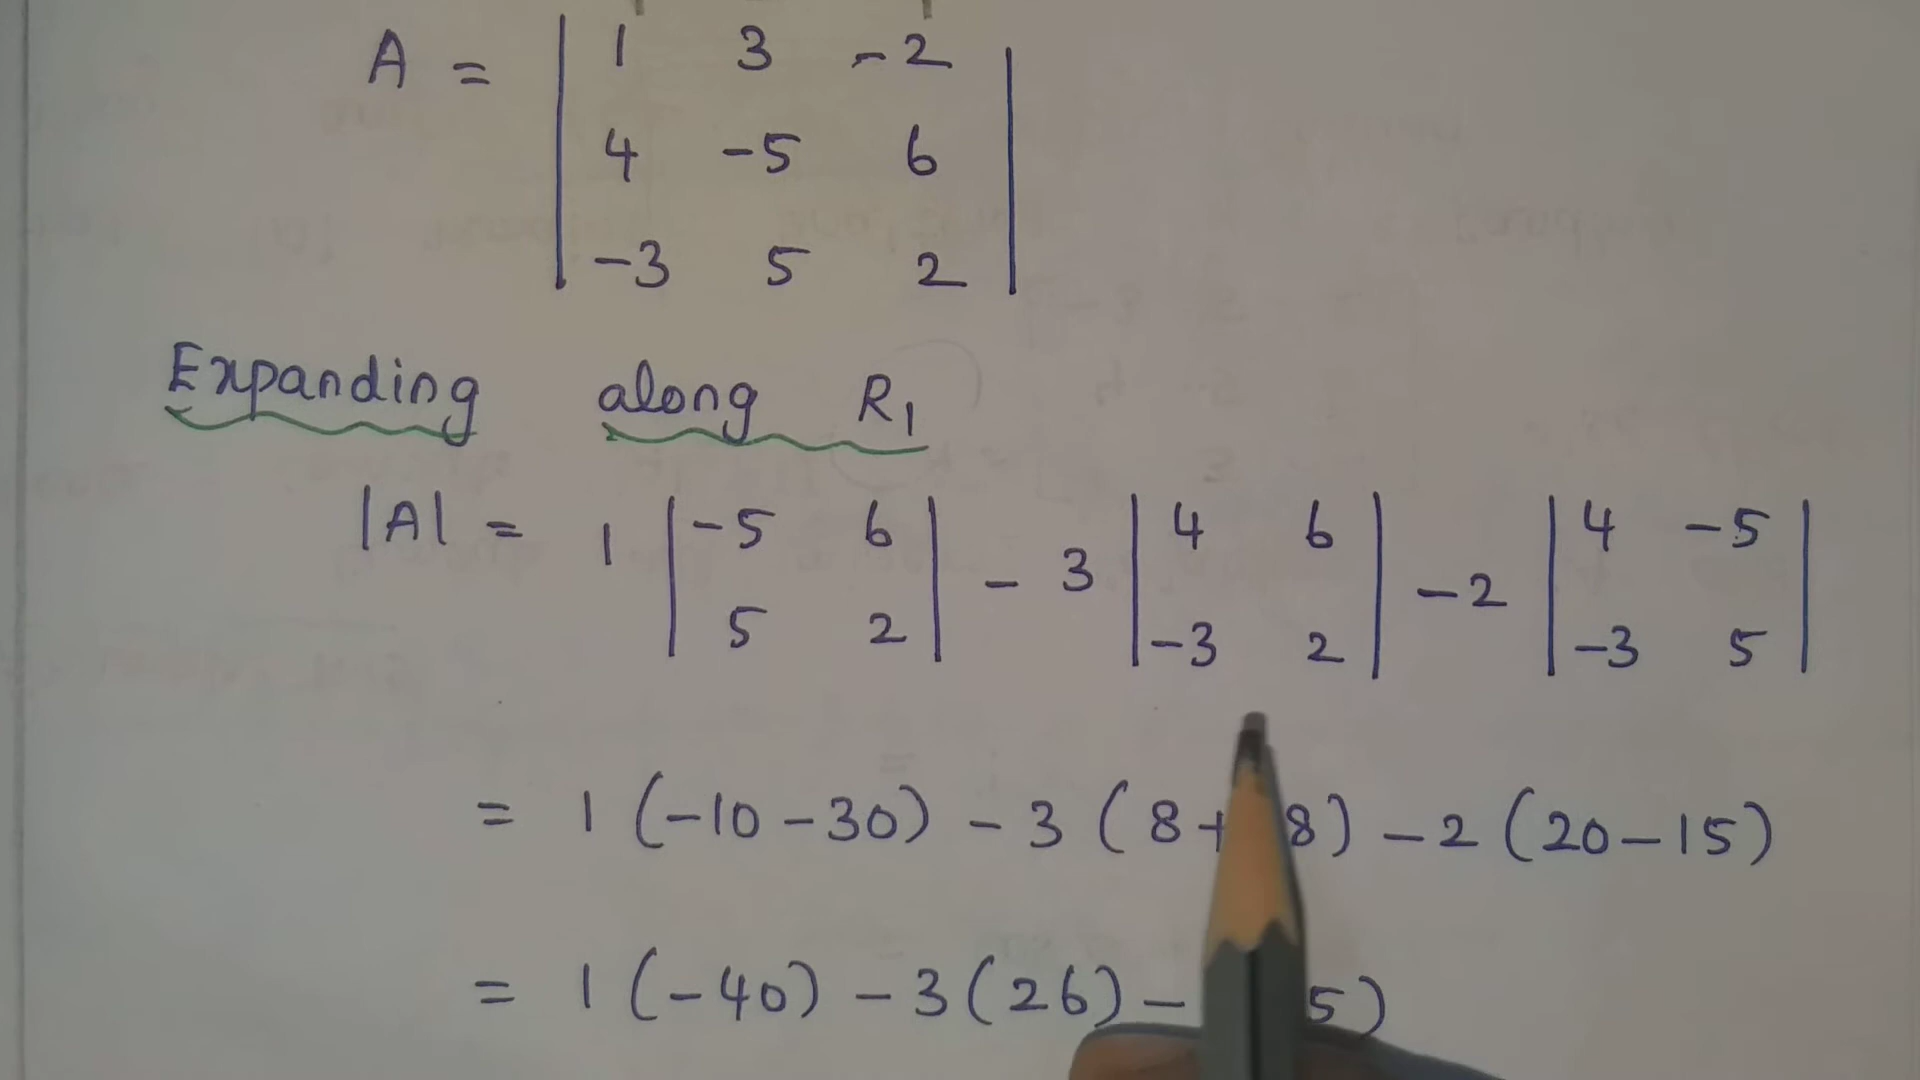 A = | 1 3 -2 |
| 4 -5 6 |
| -3 5 2 |
Expanding along R₁
|A| = 1 | -5 6 | - 3 | 4 6 | -2 | 4 -5 |
| 5 2 | | -3 2 | | -3 5 |
= 1 (-10 - 30) - 3 (8+ 8) - 2 (20 - 15)
= 1 (-40) - 3 (26) - 5)